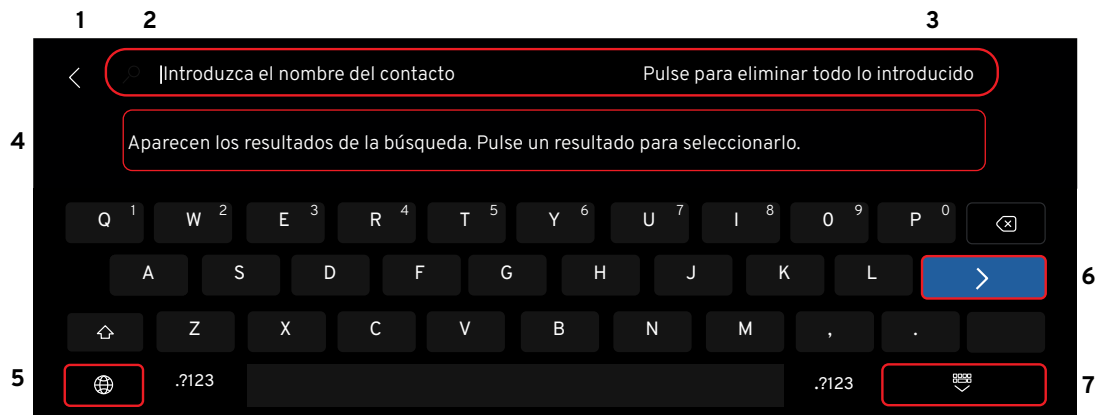 1 2 3
Introduzca el nombre del contacto Pulse para eliminar todo lo introducido
4
Aparecen los resultados de la búsqueda. Pulse un resultado para seleccionarlo.
Q 1 W 2 E 3 R 4 T 5 Y 6 U 7 I 8 O 9 P 0
A S D F G H J K L 6
Z X C V B N M , .
5 .?123 .?123 7